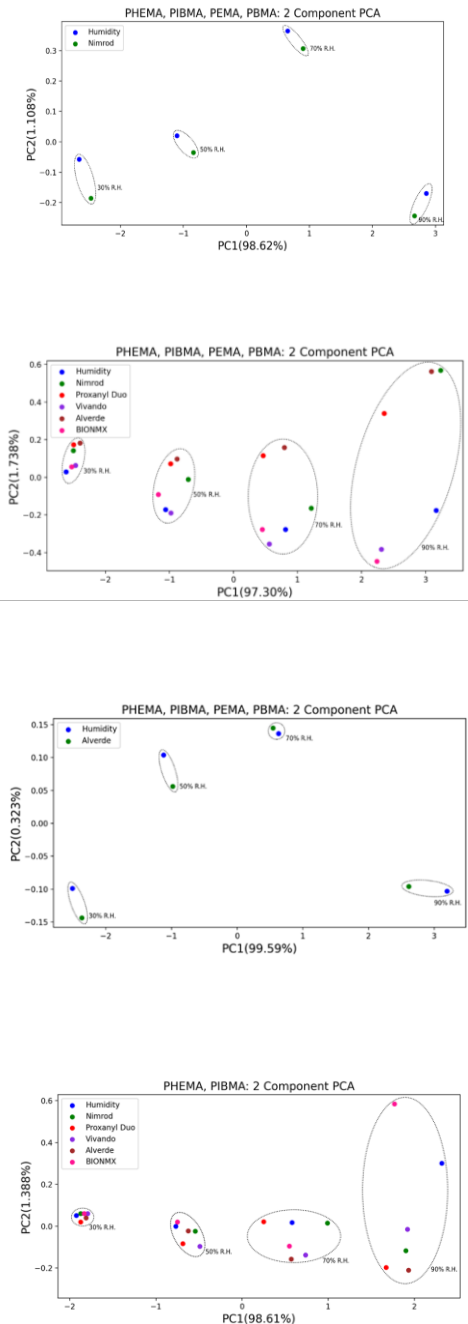 PHEMA, PIBMA, PEMA, PBMA: 2 Component PCA
Humidity
Nimrod
70% R.H.
50% R.H.
30% R.H.
90% R.H.
0.3
0.2
0.1
0.0
−0.1
−0.2
PC2(1.108%)
−2 −1 0 1 2 3
PC1(98.62%)
PHEMA, PIBMA, PEMA, PBMA: 2 Component PCA
Humidity
Nimrod
Proxanyl Duo
Vivando
Alverde
BIONMX
30% R.H.
50% R.H.
70% R.H.
90% R.H.
0.6
0.4
0.2
0.0
−0.2
−0.4
PC2(1.738%)
−2 −1 0 1 2 3
PC1(97.30%)
PHEMA, PIBMA, PEMA, PBMA: 2 Component PCA
Humidity
Alverde
70% R.H.
50% R.H.
30% R.H.
90% R.H.
0.15
0.10
0.05
0.00
−0.05
−0.10
−0.15
PC2(0.323%)
−2 −1 0 1 2 3
PC1(99.59%)
PHEMA, PIBMA: 2 Component PCA
Humidity
Nimrod
Proxanyl Duo
Vivando
Alverde
BIONMX
30% R.H.
50% R.H.
70% R.H.
90% R.H.
0.6
0.4
0.2
0.0
−0.2
PC2(1.388%)
−2 −1 0 1 2
PC1(98.61%)